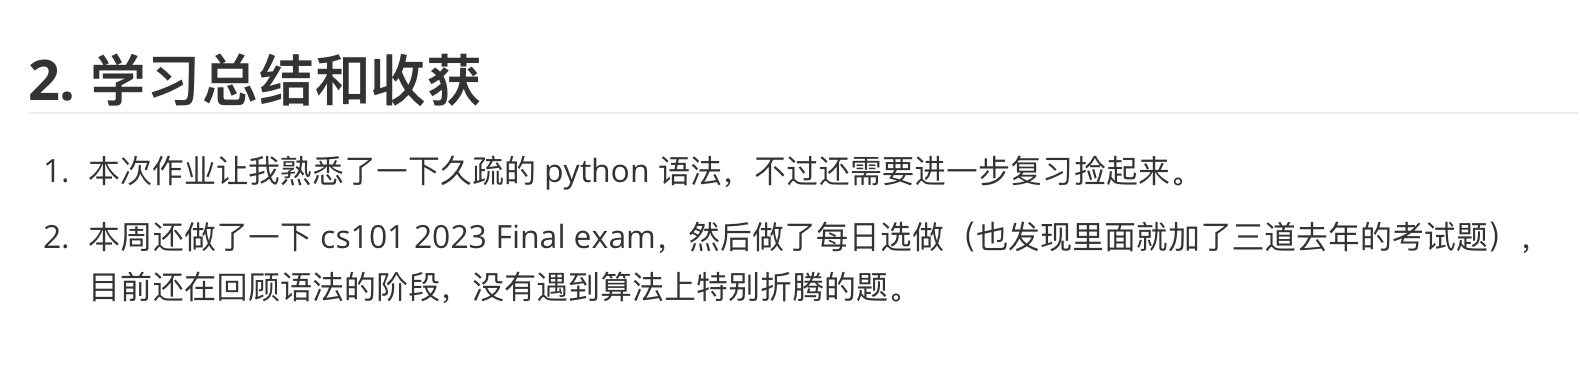 2. 学习总结和收获
1. 本次作业让我熟悉了一下久疏的 python 语法，不过还需要进一步复习捡起来。
2. 本周还做了一下 cs101 2023 Final exam，然后做了每日选做（也发现里面就加了三道去年的考试题），
目前还在回顾语法的阶段，没有遇到算法上特别折腾的题。